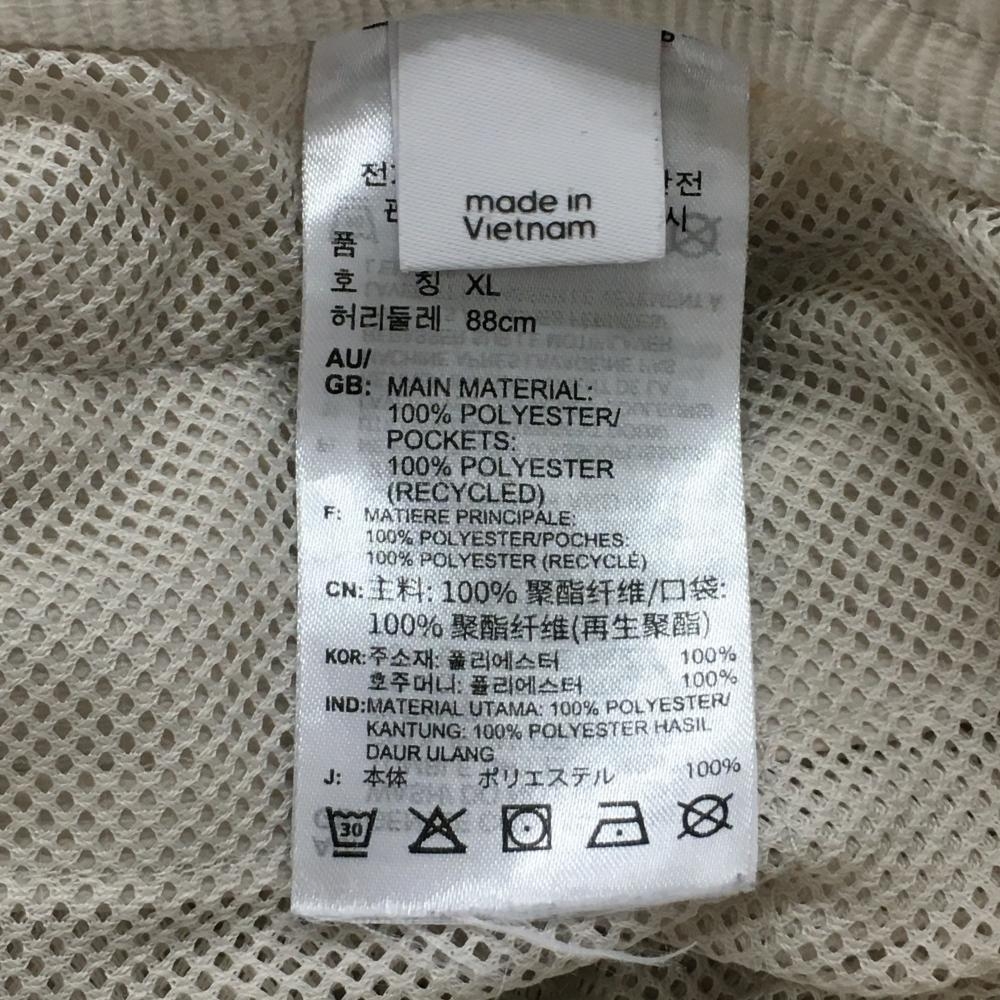 made in
Vietnam
전
전
시
품
호 칭 XL
허리둘레 88cm
AU/
GB: MAIN MATERIAL:
100% POLYESTER/
POCKETS:
100% POLYESTER
(RECYCLED)
F: MATIERE PRINCIPALE:
100% POLYESTER/POCHES:
100% POLYESTER (RECYCLÉ)
CN: 主料: 100% 聚酯纤维/口袋:
100% 聚酯纤维(再生聚酯)
KOR: 주소재: 폴리에스터 100%
호주머니: 폴리에스터 100%
IND: MATERIAL UTAMA: 100% POLYESTER/
KANTUNG: 100% POLYESTER HASIL
DAUR ULANG
J: 本体 ポリエステル 100%
30